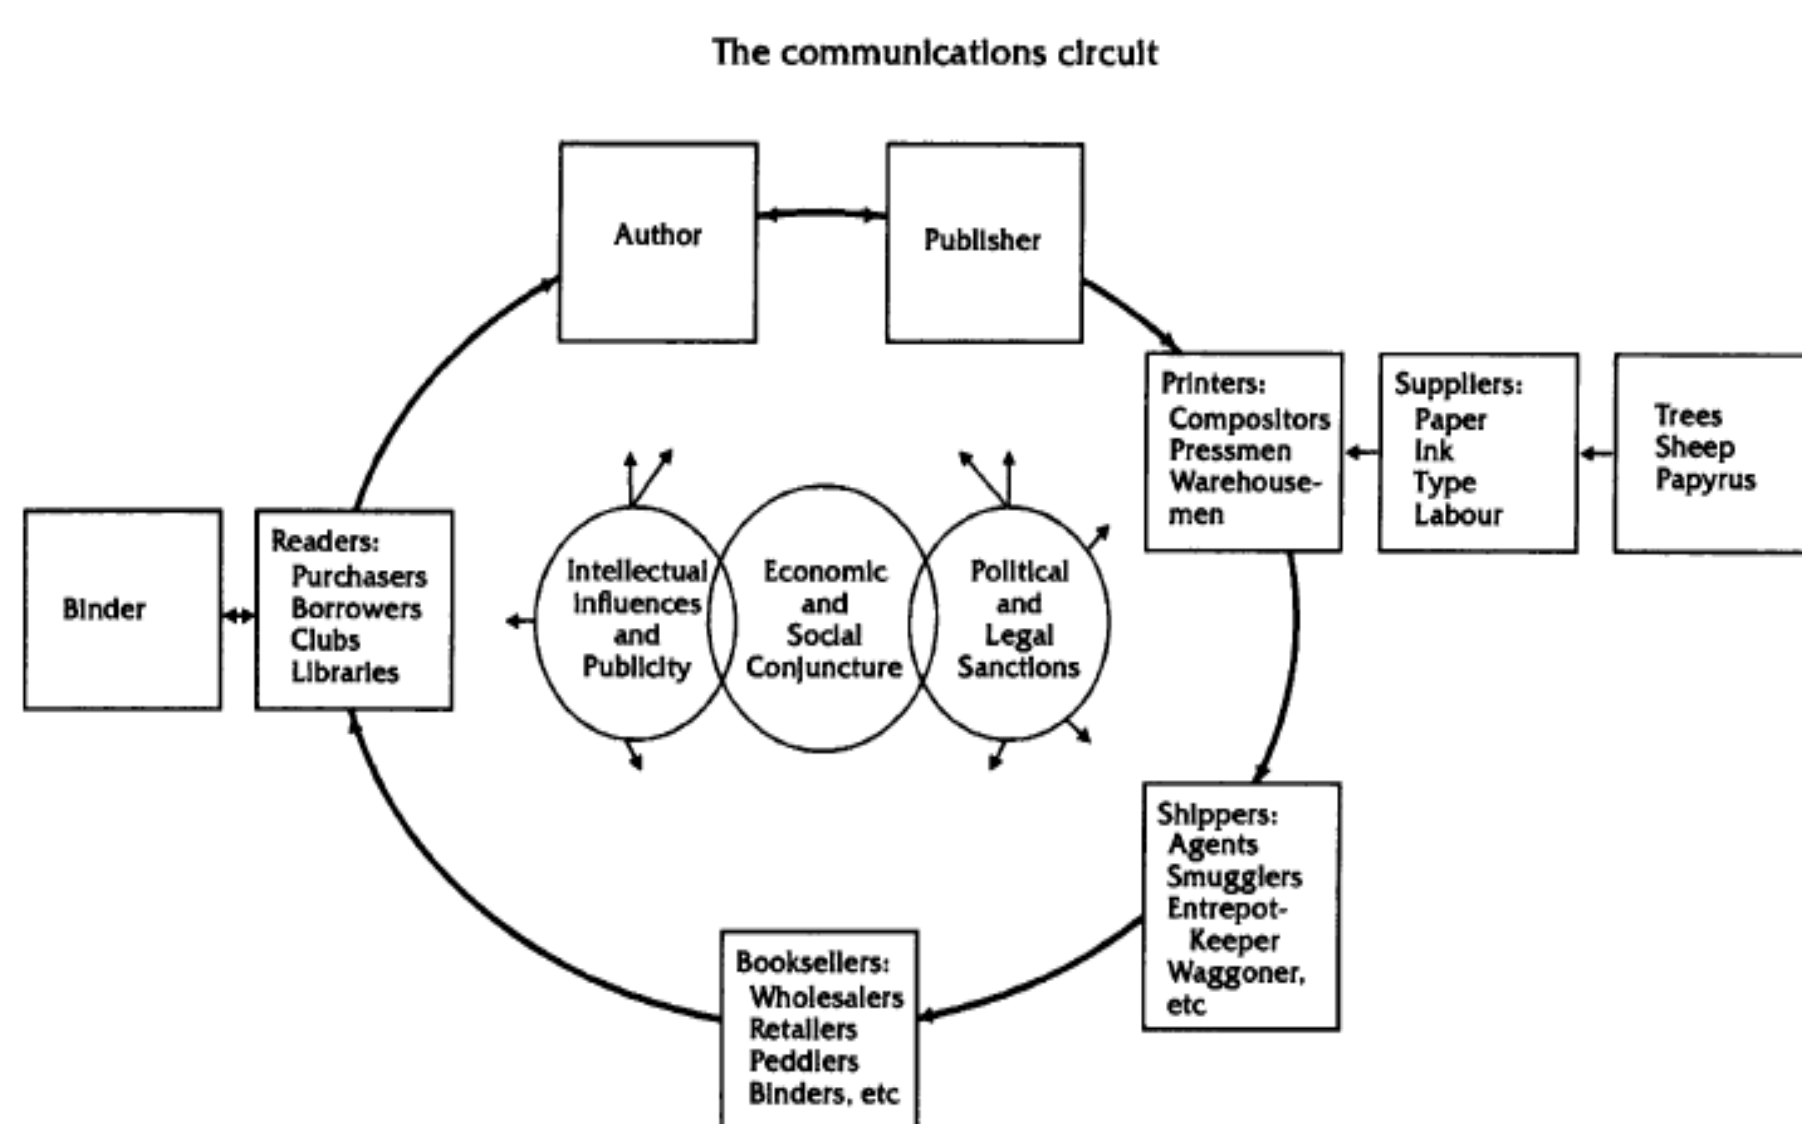 The communications circuit
Author
Publisher
Printers:
Compositors
Pressmen
Warehouse-
men
Suppliers:
Paper
Ink
Type
Labour
Trees
Sheep
Papyrus
Binder
Readers:
Purchasers
Borrowers
Clubs
Libraries
Intellectual
Influences
and
Publicity
Economic
and
Social
Conjuncture
Political
and
Legal
Sanctions
Shippers:
Agents
Smugglers
Entrepot-
Keeper
Waggoner,
etc
Booksellers:
Wholesalers
Retailers
Peddlers
Binders, etc